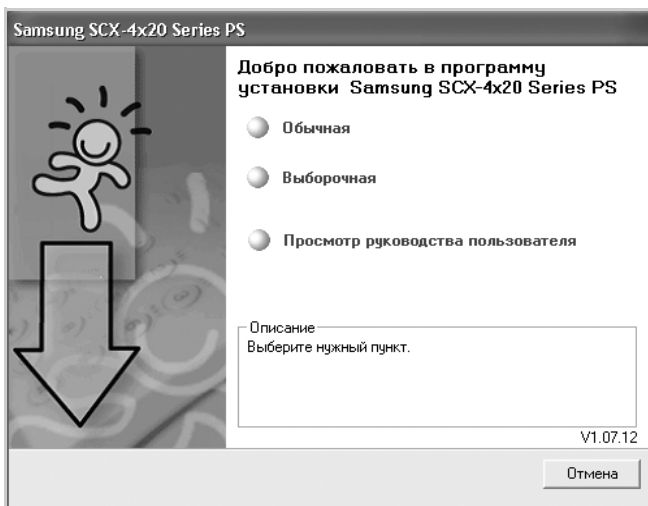 Samsung SCX-4x20 Series PS
Добро пожаловать в программу
установки Samsung SCX-4x20 Series PS
Обычная
Выборочная
Просмотр руководства пользователя
Описание
Выберите нужный пункт.
V1.07.12
Отмена